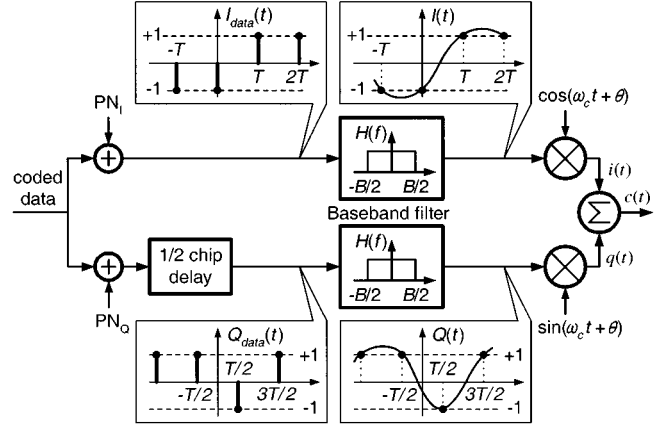 I_data(t)
+1
-T
T 2T
-1
I(t)
+1
-T
T 2T
-1
PN_I
cos(ω_c t + θ)
+
H(f)
-B/2 B/2
i(t)
coded
data
Baseband filter
Σ
c(t)
+
1/2 chip
delay
H(f)
-B/2 B/2
q(t)
PN_Q
sin(ω_c t + θ)
Q_data(t)
T/2
+1
-T/2
3T/2
-1
Q(t)
T/2
+1
-T/2
3T/2
-1